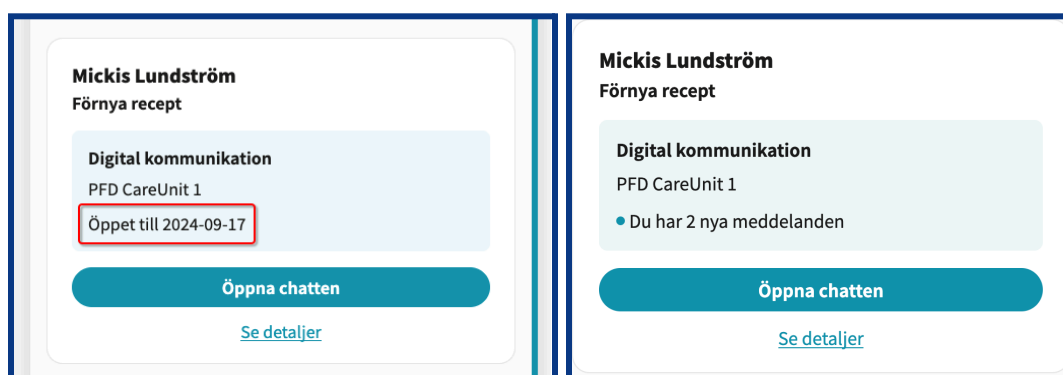 Mickis Lundström
Förnya recept
Digital kommunikation
PFD CareUnit 1
Öppet till 2024-09-17
Öppna chatten
Se detaljer
Mickis Lundström
Förnya recept
Digital kommunikation
PFD CareUnit 1
Du har 2 nya meddelanden
Öppna chatten
Se detaljer